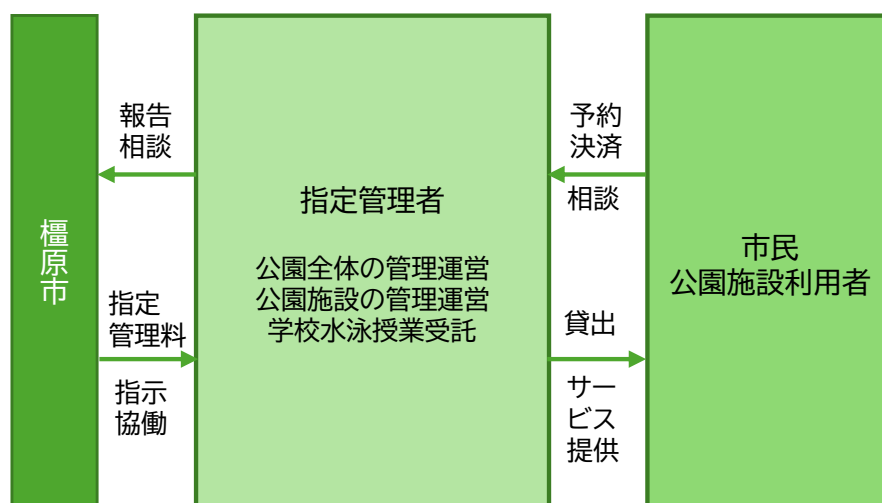 橿原市
報告
相談
指定
管理料
指示
協働
指定管理者
公園全体の管理運営
公園施設の管理運営
学校水泳授業受託
予約
決済
相談
貸出
サー
ビス
提供
市民
公園施設利用者